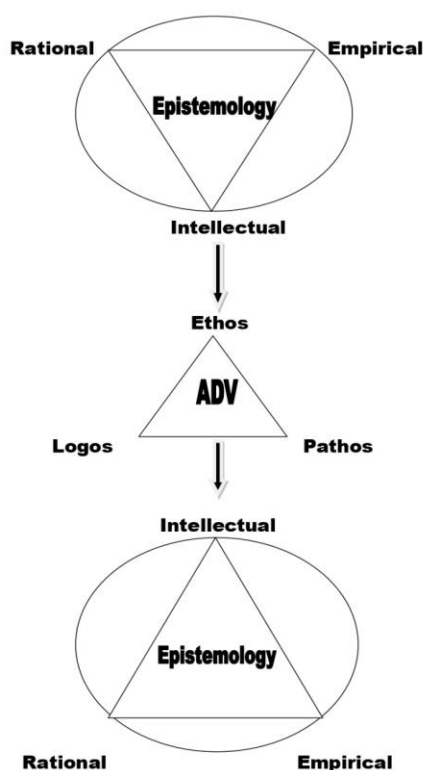 Rational Empirical
Epistemology
Intellectual
Ethos
ADV
Logos Pathos
Intellectual
Epistemology
Rational Empirical